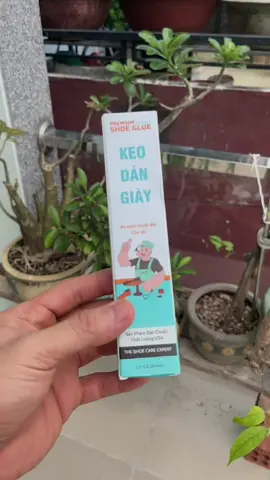 PREMIUM
SHOE GLUE
KEO
DÁN
GIÀY
Sản Phẩm Đạt Chuẩn
Chất Lượng USA
THE SHOE CARE EXPERT